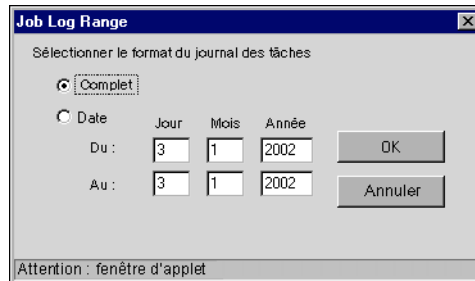 Job Log Range
Sélectionner le format du journal des tâches
Complet
Date Jour Mois Année
Du : 3 1 2002 OK
Au : 3 1 2002 Annuler
Attention : fenêtre d'applet